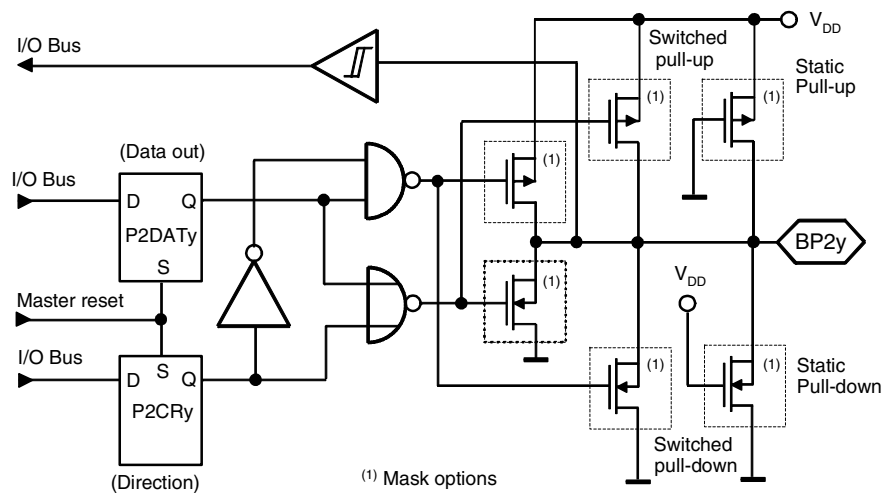 I/O Bus
Switched
pull-up
V_DD
Static
Pull-up
(1)
(1)
(Data out)
(1)
I/O Bus
D
Q
P2DATy
S
BP2y
V_DD
(1)
Master reset
I/O Bus
S
D
Q
P2CRy
(1)
(1)
Static
Pull-down
Switched
pull-down
(Direction)
(1) Mask options